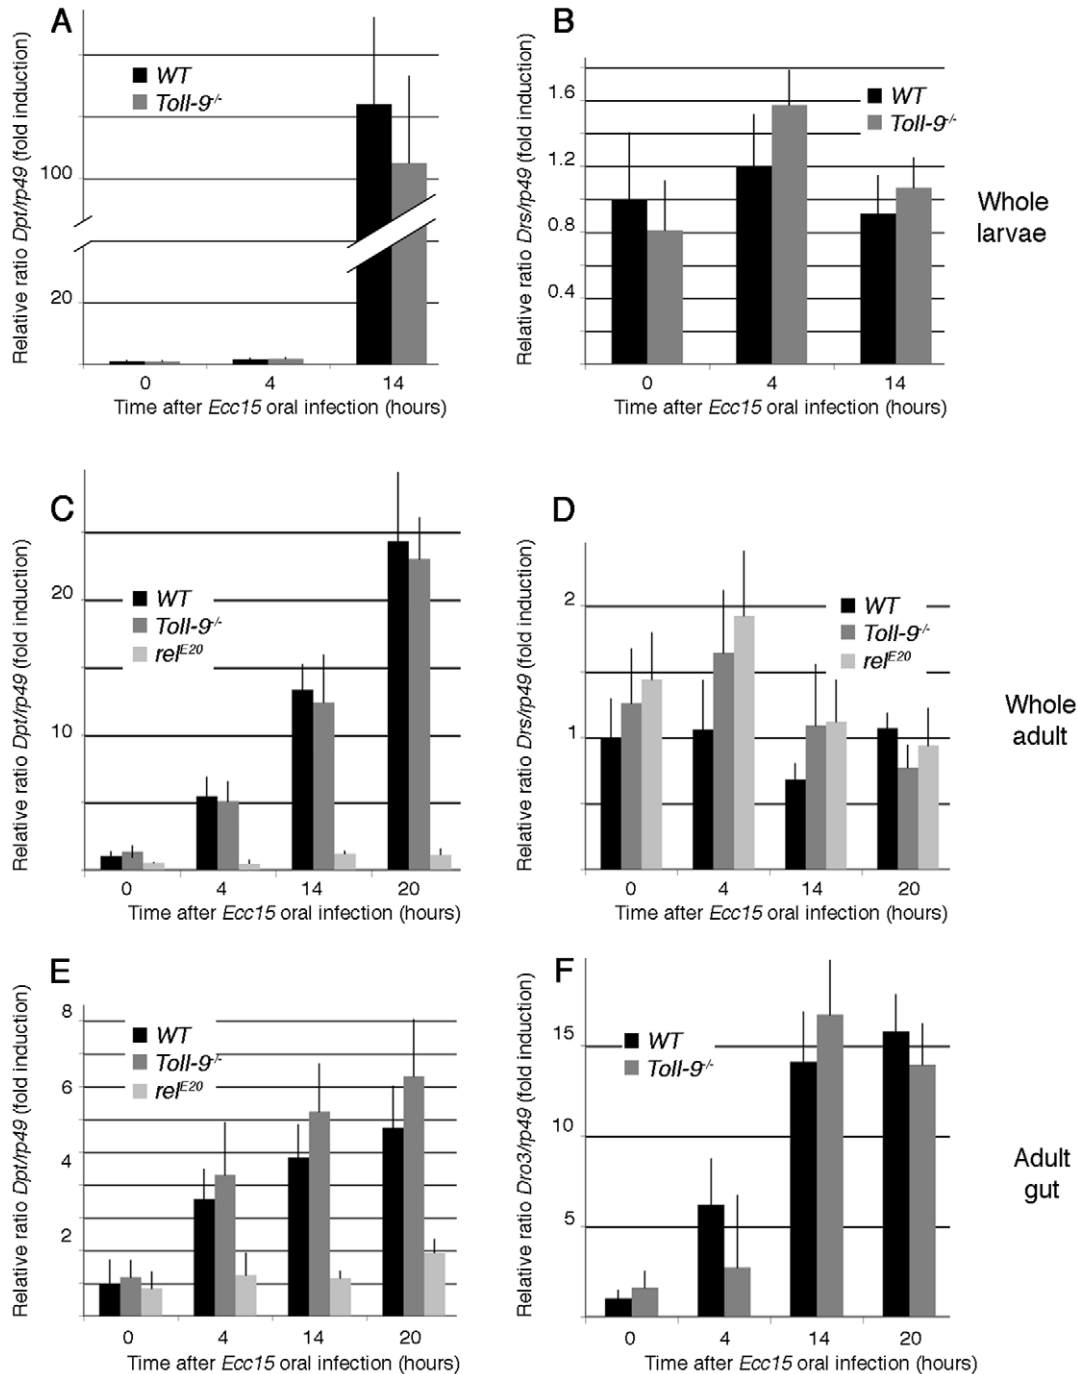 A
Relative ratio Dpt/rp49 (fold induction)
WT
Toll-9-/-
100
20
0 4 14
Time after Ecc15 oral infection (hours)
B
Relative ratio Drs/rp49 (fold induction)
WT
Toll-9-/-
1.6
1.2
0.8
0.4
0 4 14
Time after Ecc15 oral infection (hours)
Whole
larvae
C
Relative ratio Dpt/rp49 (fold induction)
WT
Toll-9-/-
relE20
20
10
0 4 14 20
Time after Ecc15 oral infection (hours)
D
Relative ratio Drs/rp49 (fold induction)
WT
Toll-9-/-
relE20
2
1
0 4 14 20
Time after Ecc15 oral infection (hours)
Whole
adult
E
Relative ratio Dpt/rp49 (fold induction)
WT
Toll-9-/-
relE20
8
6
4
2
0 4 14 20
Time after Ecc15 oral infection (hours)
F
Relative ratio Dro3/rp49 (fold induction)
WT
Toll-9-/-
15
10
5
0 4 14 20
Time after Ecc15 oral infection (hours)
Adult
gut